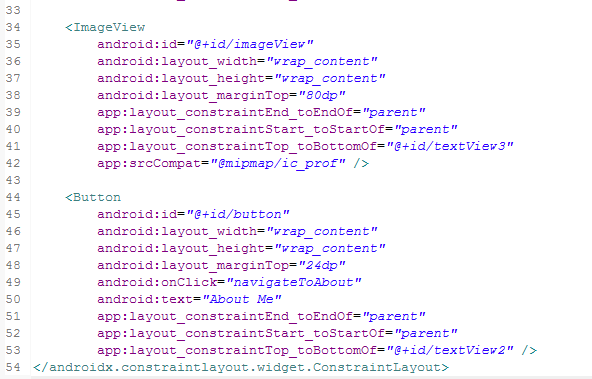 33
34 <ImageView
35 android:id="@+id/imageView"
36 android:layout_width="wrap_content"
37 android:layout_height="wrap_content"
38 android:layout_marginTop="80dp"
39 app:layout_constraintEnd_toEndOf="parent"
40 app:layout_constraintStart_toStartOf="parent"
41 app:layout_constraintTop_toBottomOf="@+id/textView3"
42 app:srcCompat="@mipmap/ic_prof" />
43
44 <Button
45 android:id="@+id/button"
46 android:layout_width="wrap_content"
47 android:layout_height="wrap_content"
48 android:layout_marginTop="24dp"
49 android:onClick="navigateToAbout"
50 android:text="About Me"
51 app:layout_constraintEnd_toEndOf="parent"
52 app:layout_constraintStart_toStartOf="parent"
53 app:layout_constraintTop_toBottomOf="@+id/textView2" />
54 </androidx.constraintlayout.widget.ConstraintLayout>